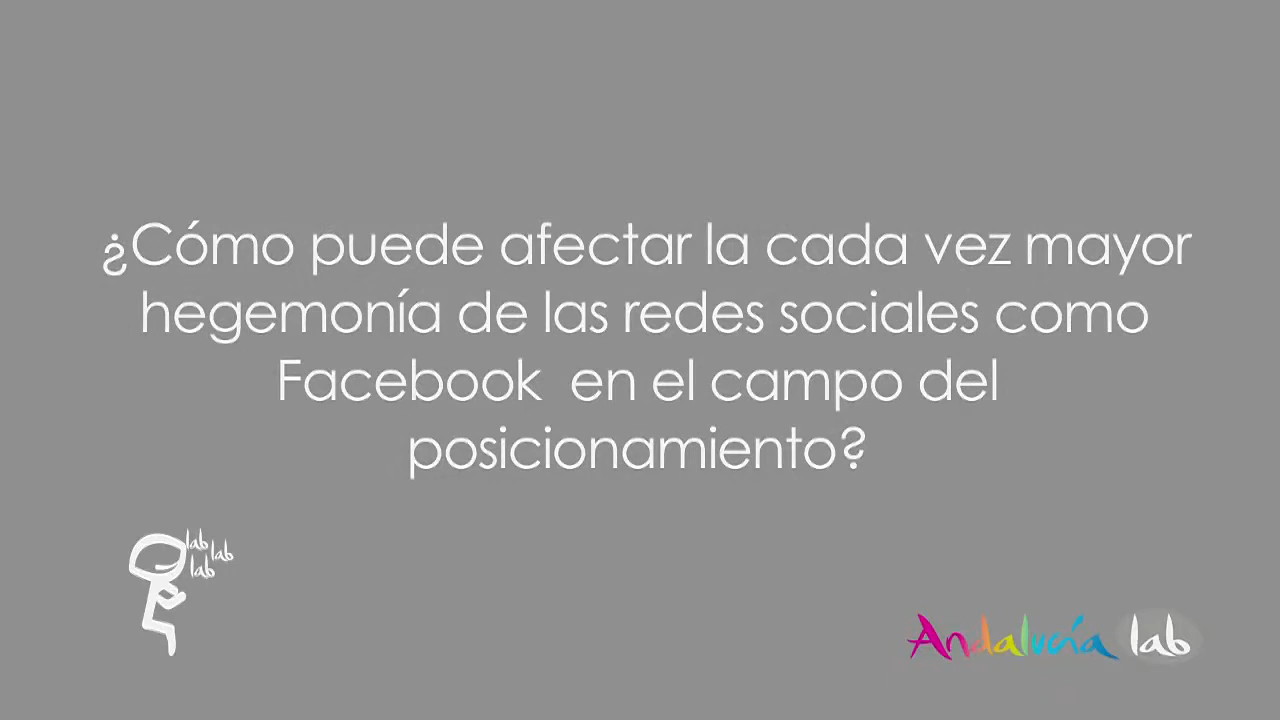 ¿Cómo puede afectar la cada vez mayor
hegemonía de las redes sociales como
Facebook en el campo del
posicionamiento?
lab
lab
lab
Andalucía lab